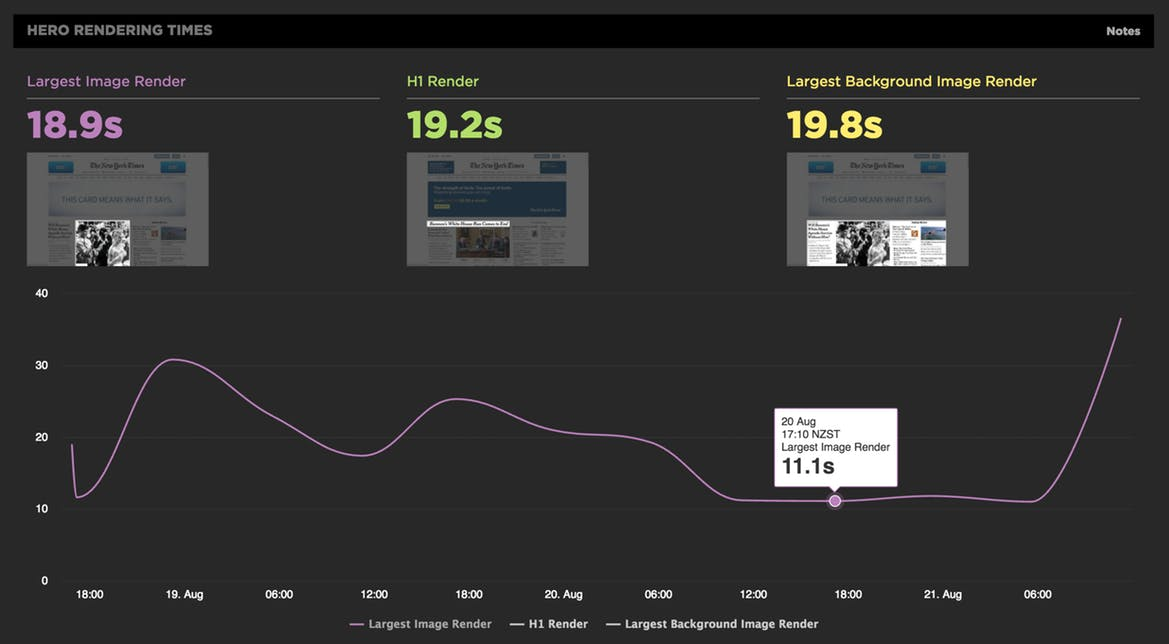 HERO RENDERING TIMES
Notes
Largest Image Render
H1 Render
Largest Background Image Render
18.9s
19.2s
19.8s
The New York Times
The New York Times
The New York Times
THIS CARD MEANS WHAT IT SAYS.
THIS CARD MEANS WHAT IT SAYS.
40
30
20
10
0
20 Aug
17:10 NZST
Largest Image Render
11.1s
18:00
19. Aug
06:00
12:00
18:00
20. Aug
06:00
12:00
18:00
21. Aug
06:00
Largest Image Render
H1 Render
Largest Background Image Render